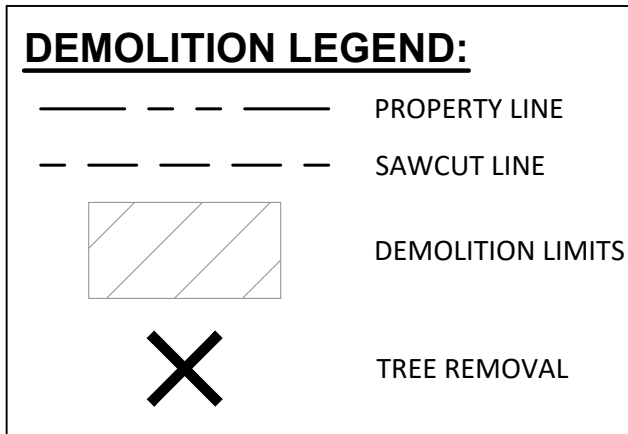 DEMOLITION LEGEND:
PROPERTY LINE
SAWCUT LINE
DEMOLITION LIMITS
TREE REMOVAL